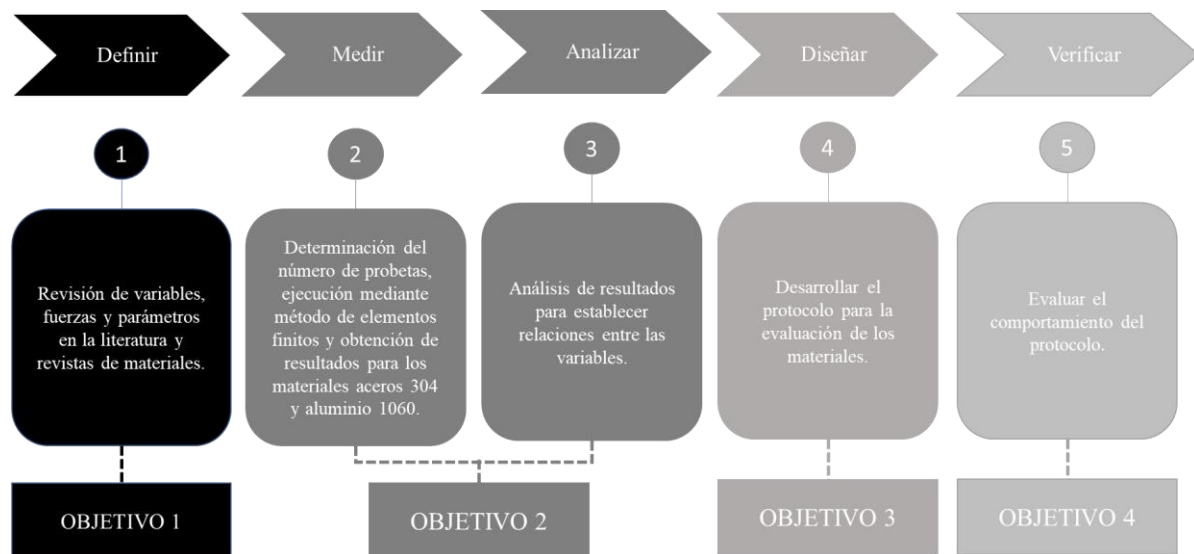 Definir
Medir
Analizar
Diseñar
Verificar
1
2
3
4
5
Revisión de variables,
fuerzas y parámetros
en la literatura y
revistas de materiales.
Determinación del
número de probetas,
ejecución mediante
método de elementos
finitos y obtención de
resultados para los
materiales aceros 304
y aluminio 1060.
Análisis de resultados
para establecer
relaciones entre las
variables.
Desarrollar el
protocolo para la
evaluación de los
materiales.
Evaluar el
comportamiento del
protocolo.
OBJETIVO 1
OBJETIVO 2
OBJETIVO 3
OBJETIVO 4